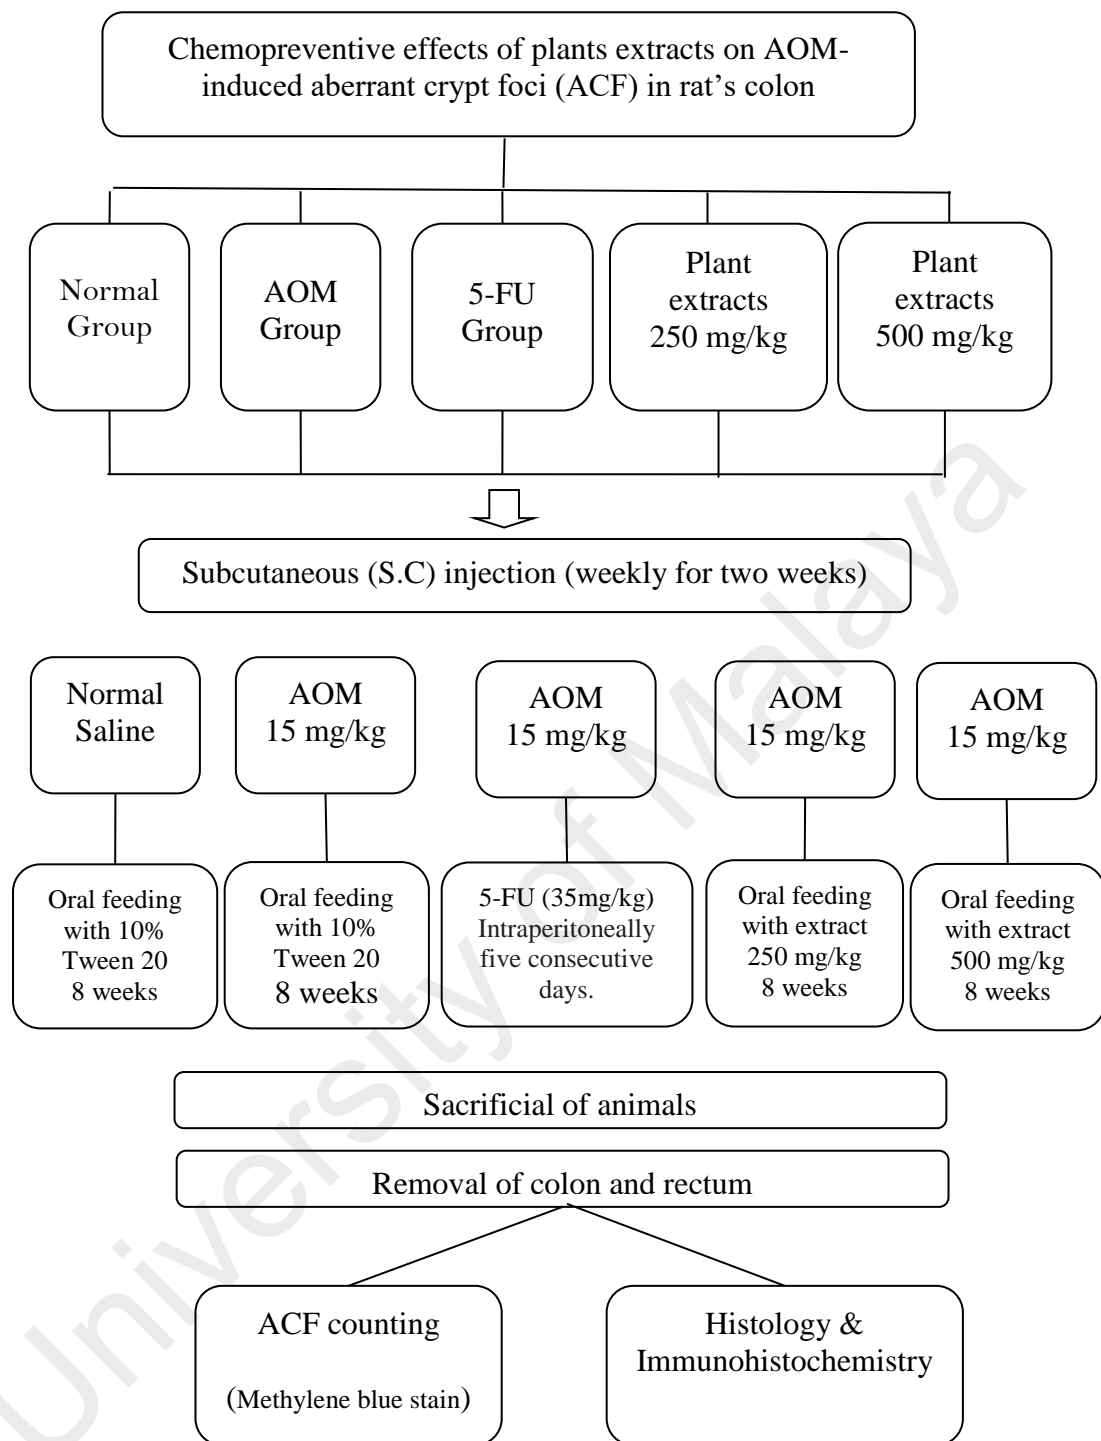 Chemopreventive effects of plants extracts on AOM-
induced aberrant crypt foci (ACF) in rat’s colon
Normal
Group
AOM
Group
5-FU
Group
Plant
extracts
250 mg/kg
Plant
extracts
500 mg/kg
Subcutaneous (S.C) injection (weekly for two weeks)
Normal
Saline
AOM
15 mg/kg
AOM
15 mg/kg
AOM
15 mg/kg
AOM
15 mg/kg
Oral feeding
with 10%
Tween 20
8 weeks
Oral feeding
with 10%
Tween 20
8 weeks
5-FU (35mg/kg)
Intraperitoneally
five consecutive
days.
Oral feeding
with extract
250 mg/kg
8 weeks
Oral feeding
with extract
500 mg/kg
8 weeks
Sacrificial of animals
Removal of colon and rectum
ACF counting
(Methylene blue stain)
Histology &
Immunohistochemistry
University of Malaya